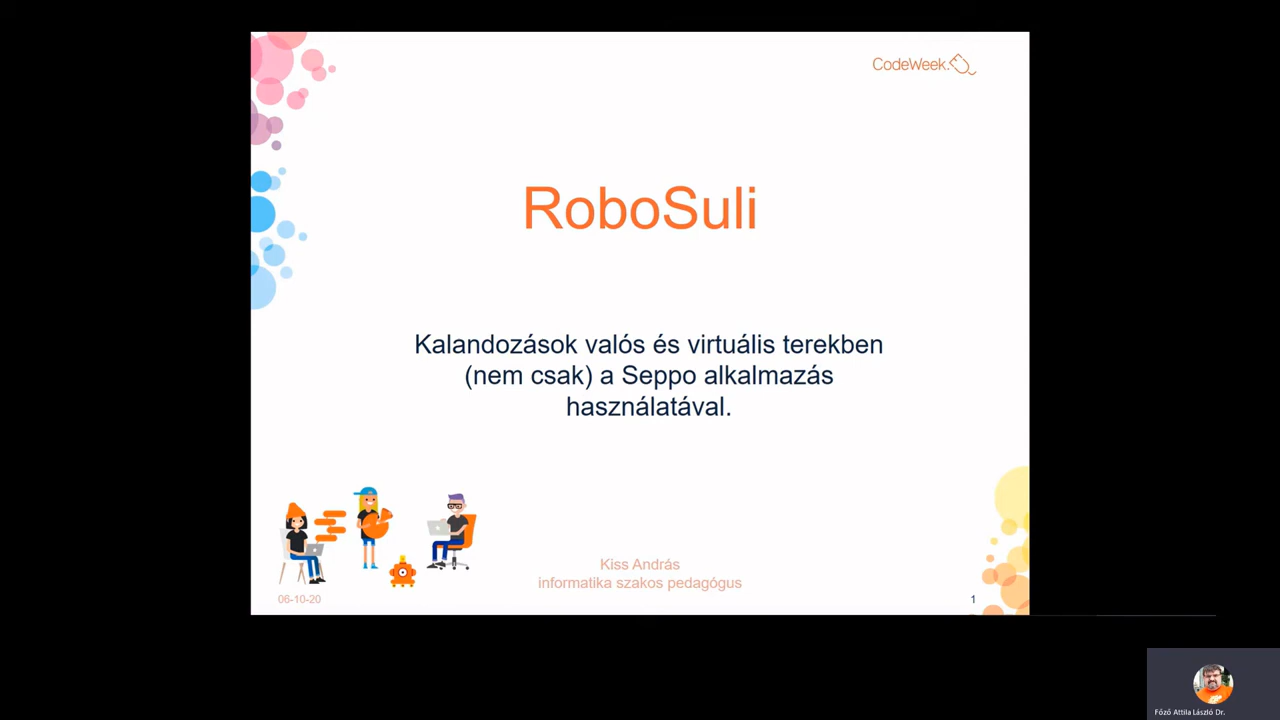 CodeWeek.
RoboSuli
Kalandozások valós és virtuális terekben
(nem csak) a Seppo alkalmazás
használatával.
Kiss András
informatika szakos pedagógus
06-10-20
1
Főző Attila László Dr.